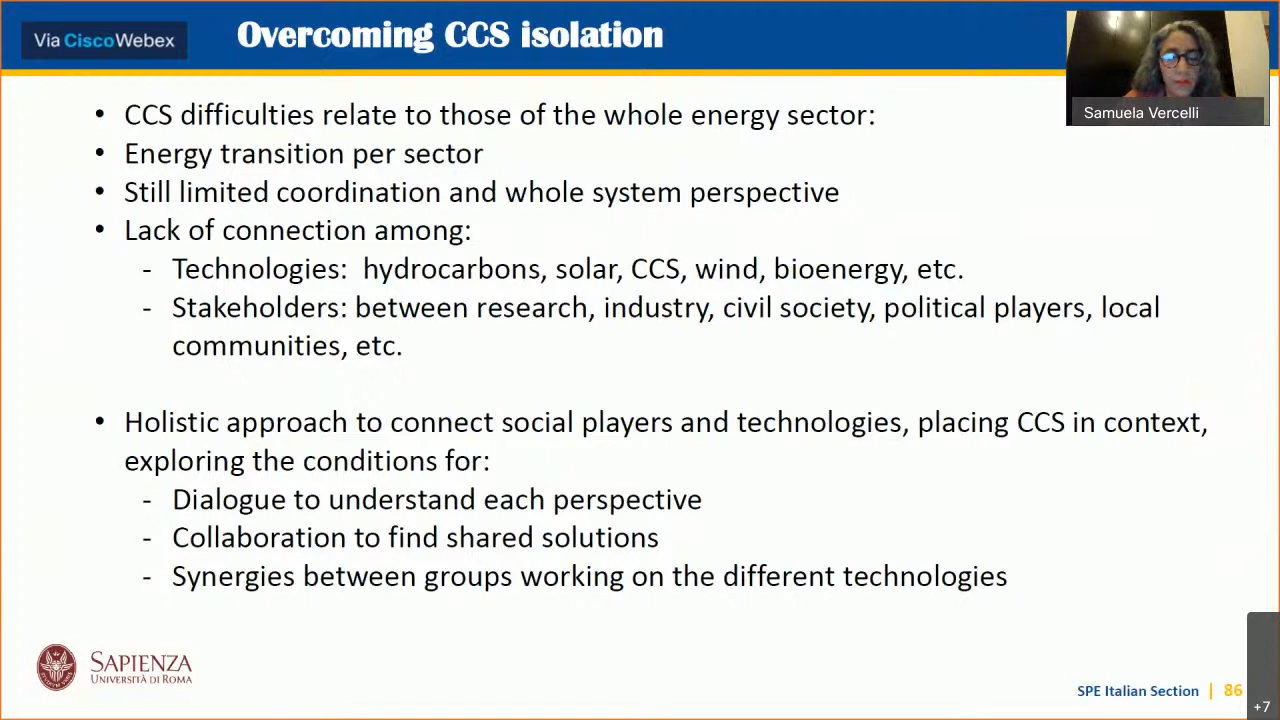 Via CiscoWebex
Overcoming CCS isolation
Samuela Vercelli
• CCS difficulties relate to those of the whole energy sector:
• Energy transition per sector
• Still limited coordination and whole system perspective
• Lack of connection among:
- Technologies: hydrocarbons, solar, CCS, wind, bioenergy, etc.
- Stakeholders: between research, industry, civil society, political players, local
communities, etc.
• Holistic approach to connect social players and technologies, placing CCS in context,
exploring the conditions for:
- Dialogue to understand each perspective
- Collaboration to find shared solutions
- Synergies between groups working on the different technologies
SAPIENZA
UNIVERSITÀ DI ROMA
SPE Italian Section | 86
+7